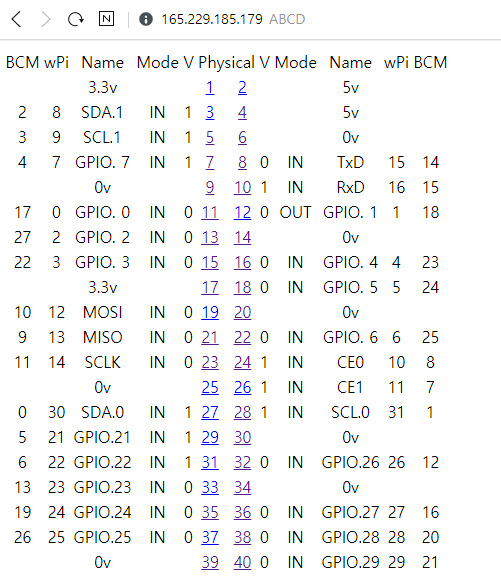 165.229.185.179 ABCD
BCM wPi Name Mode V Physical V Mode Name wPi BCM
3.3v 1 2 5v
2 8 SDA.1 IN 1 3 4 5v
3 9 SCL.1 IN 1 5 6 0v
4 7 GPIO. 7 IN 1 7 8 0 IN TxD 15 14
0v 9 10 1 IN RxD 16 15
17 0 GPIO. 0 IN 0 11 12 0 OUT GPIO. 1 1 18
27 2 GPIO. 2 IN 0 13 14 0v
22 3 GPIO. 3 IN 0 15 16 0 IN GPIO. 4 4 23
3.3v 17 18 0 IN GPIO. 5 5 24
10 12 MOSI IN 0 19 20 0v
9 13 MISO IN 0 21 22 0 IN GPIO. 6 6 25
11 14 SCLK IN 0 23 24 1 IN CE0 10 8
0v 25 26 1 IN CE1 11 7
0 30 SDA.0 IN 1 27 28 1 IN SCL.0 31 1
5 21 GPIO.21 IN 1 29 30 0v
6 22 GPIO.22 IN 1 31 32 0 IN GPIO.26 26 12
13 23 GPIO.23 IN 0 33 34 0v
19 24 GPIO.24 IN 0 35 36 0 IN GPIO.27 27 16
26 25 GPIO.25 IN 0 37 38 0 IN GPIO.28 28 20
0v 39 40 0 IN GPIO.29 29 21